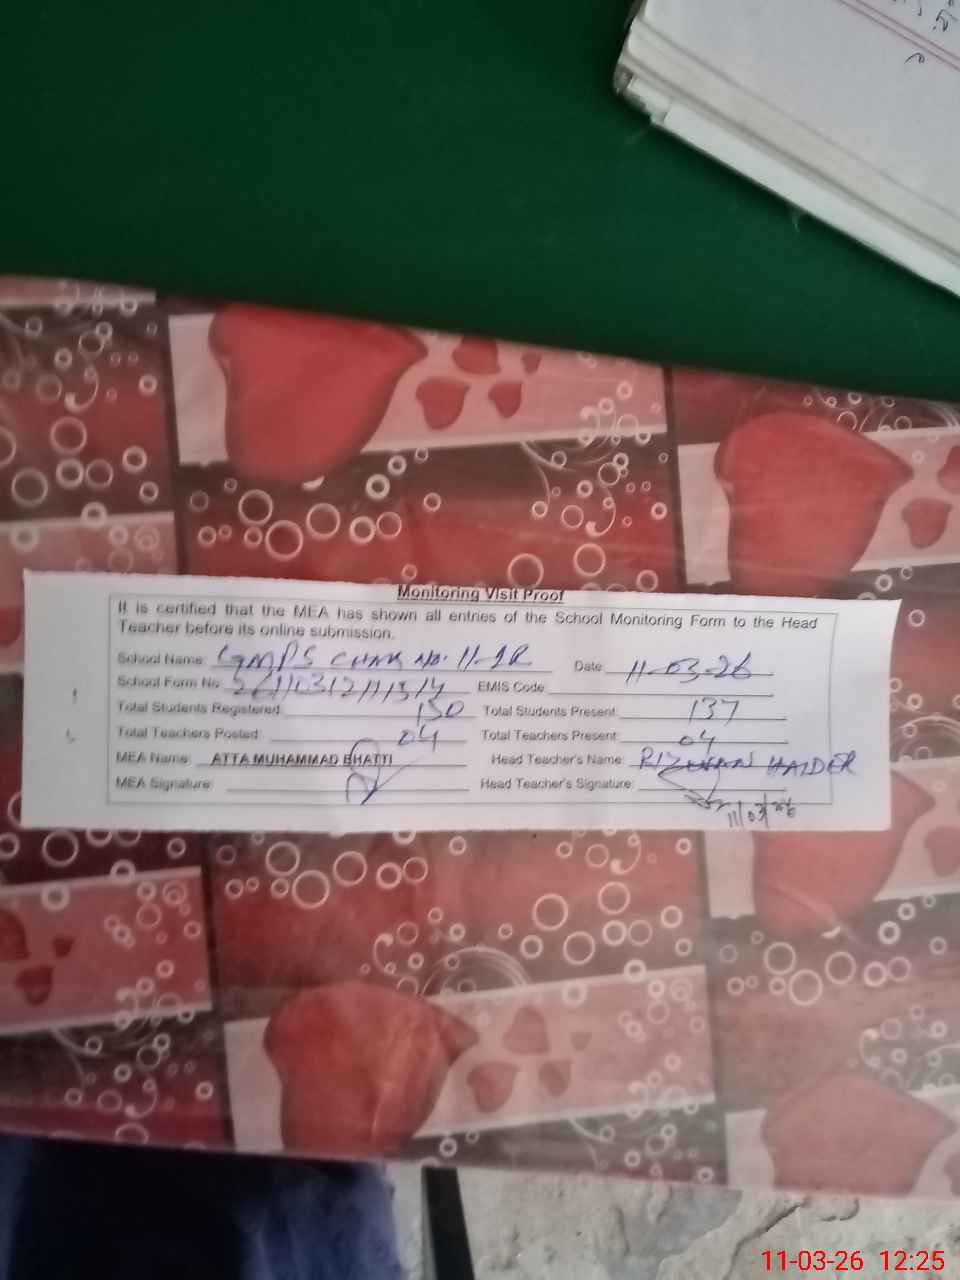 Monitoring Visit Proof
It is certified that the MEA has shown all entries of the School Monitoring Form to the Head
Teacher before its online submission.
School Name: GMPS CHAK NO. 11-1R Date: 11-03-26
School Form No: EMIS Code:
Total Students Registered: 150 Total Students Present: 137
Total Teachers Posted: 04 Total Teachers Present: 04
MEA Name: ATTA MUHAMMAD BHATTI Head Teacher's Name: RIZWAN HAIDER
MEA Signature: Head Teacher's Signature:
11/03/26
11-03-26 12:25